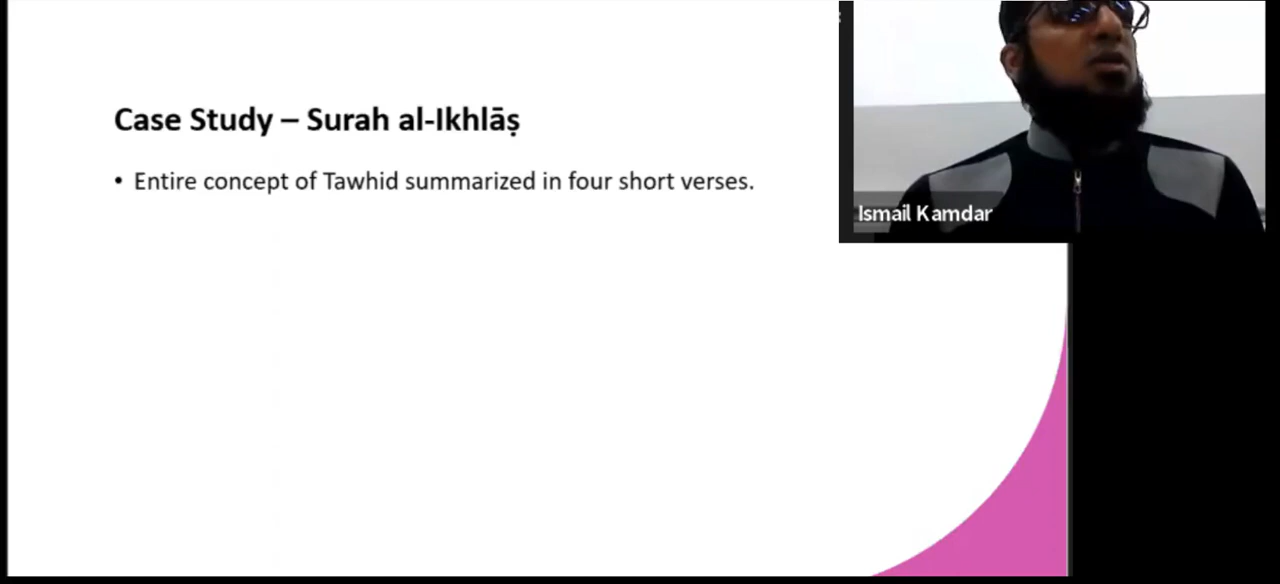 Case Study – Surah al-Ikhlāṣ
• Entire concept of Tawhid summarized in four short verses.
Ismail Kamdar